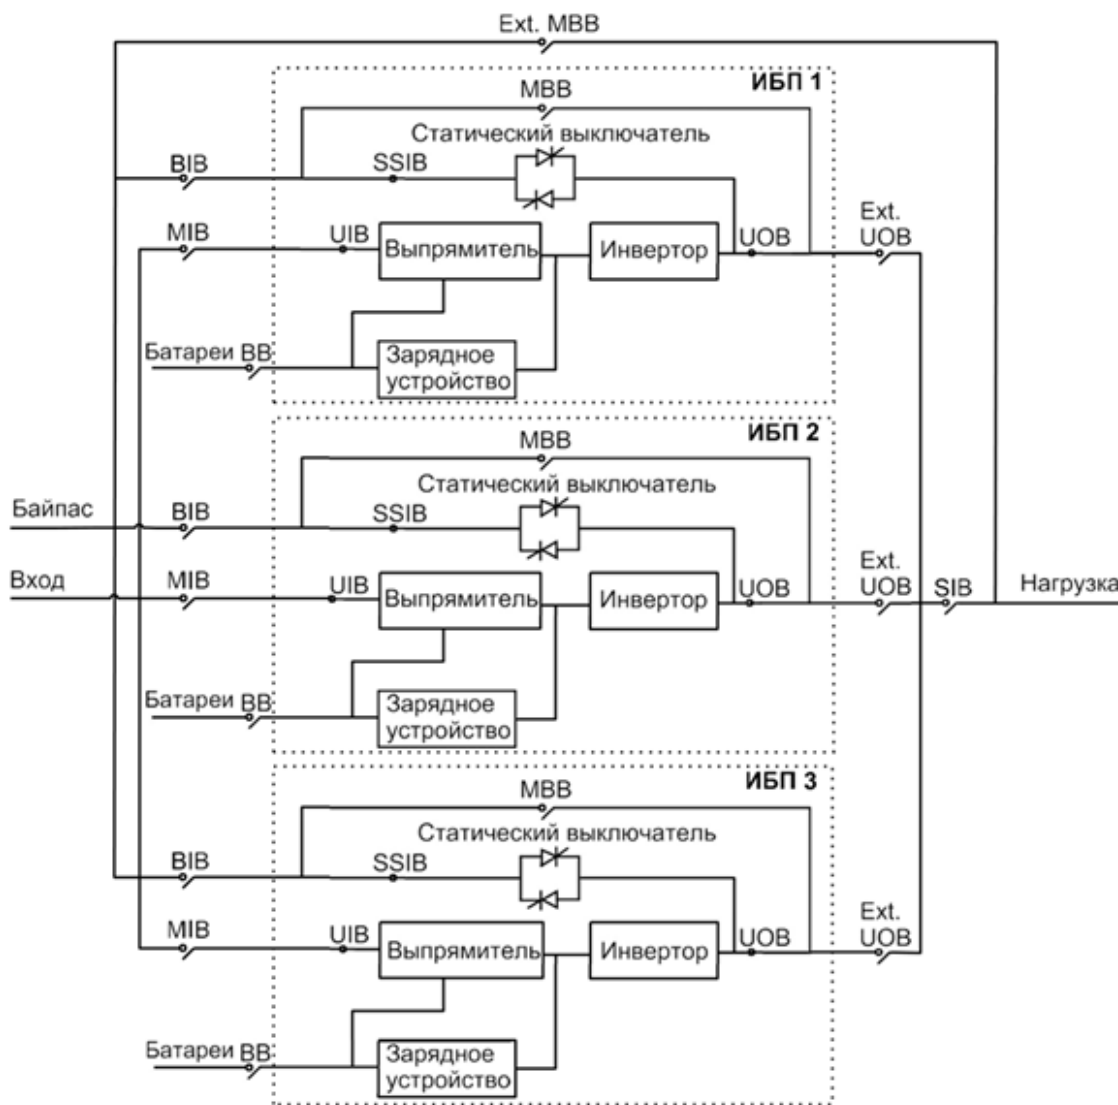 Ext. MBB
ИБП 1
MBB
Статический выключатель
BIB
SSIB
Ext.
UOB
MIB
UIB
Выпрямитель
Инвертор
UOB
Батареи BB
Зарядное
устройство
ИБП 2
MBB
Статический выключатель
Байпас
BIB
SSIB
Ext.
UOB
Вход
MIB
UIB
Выпрямитель
Инвертор
UOB
SIB
Нагрузка
Батареи BB
Зарядное
устройство
ИБП 3
MBB
Статический выключатель
BIB
SSIB
Ext.
UOB
MIB
UIB
Выпрямитель
Инвертор
UOB
Батареи BB
Зарядное
устройство